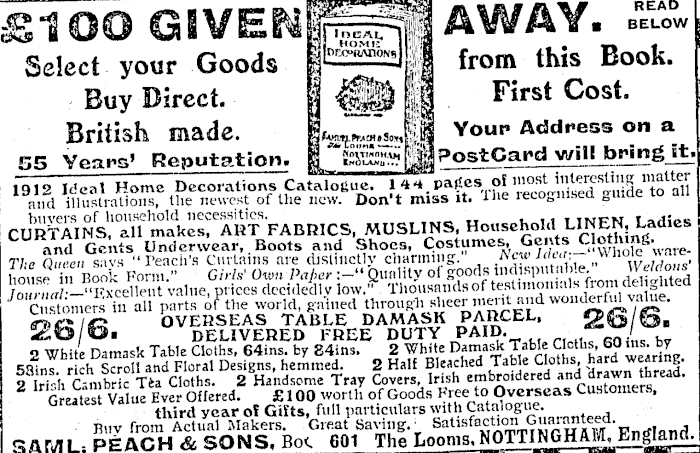 £100 GIVEN AWAY.
READ
BELOW
Select your Goods
Buy Direct.
British made.
55 Years' Reputation.
IDEAL
HOME
DECORATIONS
SAMUEL PEACH & SONS
The Looms
NOTTINGHAM
ENGLAND
from this Book.
First Cost.
Your Address on a
PostCard will bring it.
1912 Ideal Home Decorations Catalogue. 144 pages of most interesting matter
and illustrations, the newest of the new. Don't miss it. The recognised guide to all
buyers of household necessities.
CURTAINS, all makes, ART FABRICS, MUSLINS, Household LINEN, Ladies
and Gents Underwear, Boots and Shoes, Costumes, Gents Clothing.
The Queen says "Peach's Curtains are distinctly charming." New Idea:—"Whole ware-
house in Book Form." Girls' Own Paper:—"Quality of goods indisputable." Weldons'
Journal:—"Excellent value, prices decidedly low." Thousands of testimonials from delighted
Customers in all parts of the world, gained through sheer merit and wonderful value.
26/6. OVERSEAS TABLE DAMASK PARCEL, 26/6.
DELIVERED FREE DUTY PAID.
2 White Damask Table Cloths, 64ins. by 84ins. 2 White Damask Table Cloths, 60 ins. by
58ins. rich Scroll and Floral Designs, hemmed. 2 Half Bleached Table Cloths, hard wearing.
2 Irish Cambric Tea Cloths. 2 Handsome Tray Covers, Irish embroidered and drawn thread.
Greatest Value Ever Offered. £100 worth of Goods Free to Overseas Customers,
third year of Gifts, full particulars with Catalogue.
Buy from Actual Makers. Great Saving. Satisfaction Guaranteed.
SAML. PEACH & SONS, Box 601 The Looms, NOTTINGHAM, England.